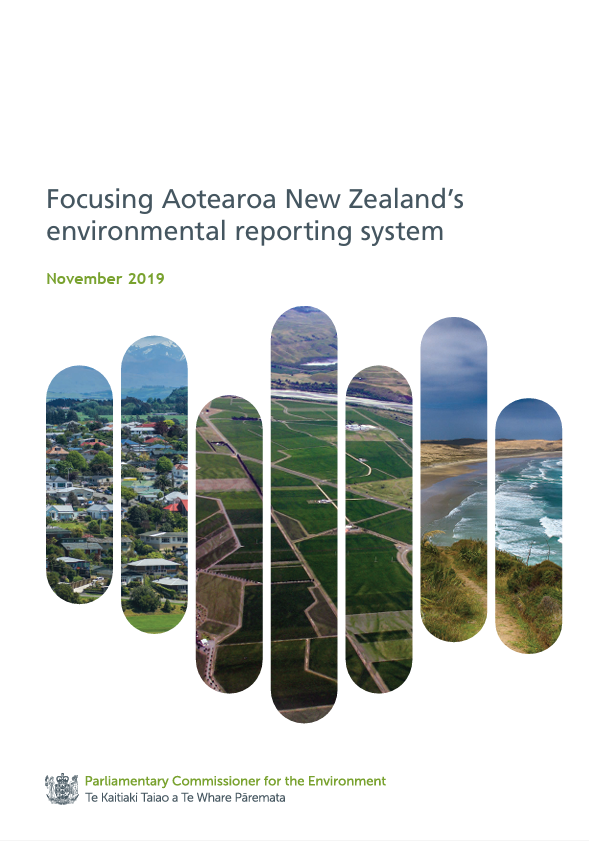 Focusing Aotearoa New Zealand’s
environmental reporting system
November 2019
Parliamentary Commissioner for the Environment
Te Kaitiaki Taiao a Te Whare Pāremata